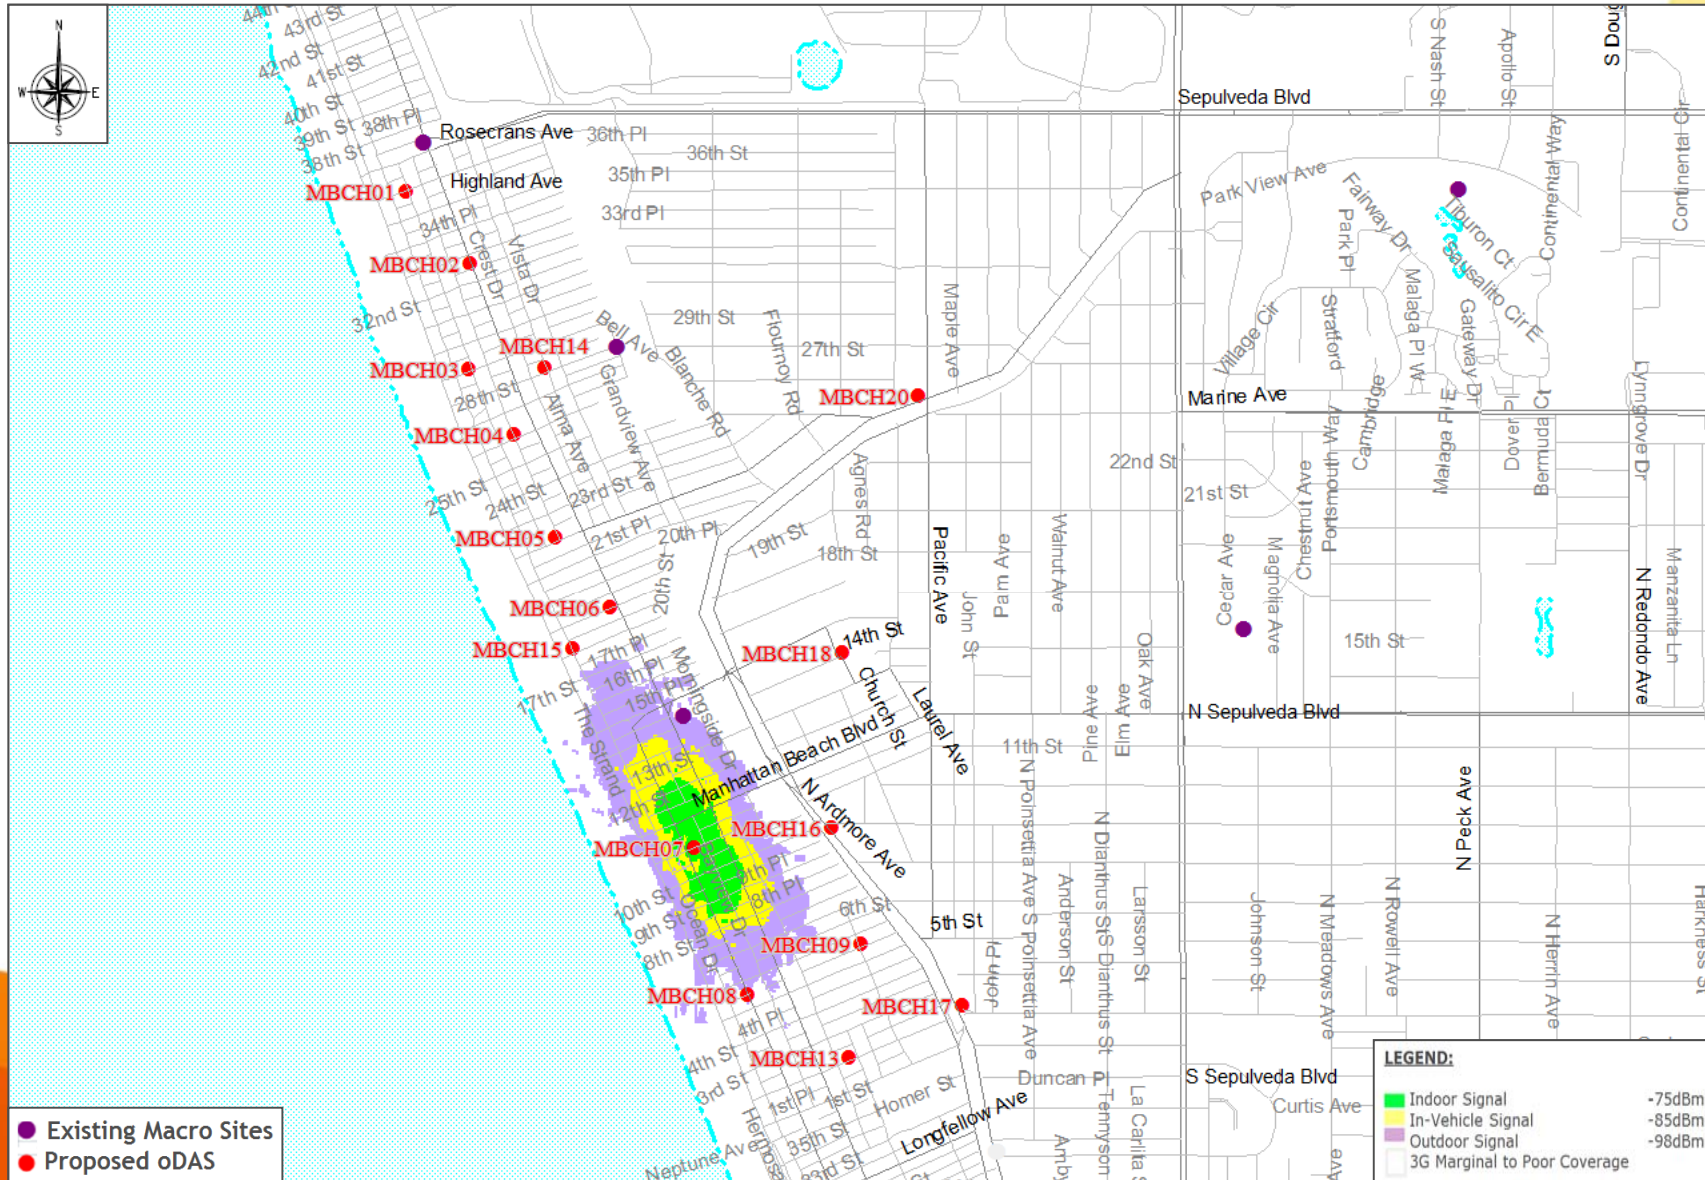 N
W
E
S
44th St
43rd St
42nd St
41st St
40th St
39th St
38th Pl
38th St
Rosecrans Ave
36th Pl
36th St
35th Pl
33rd Pl
Highland Ave
MBCH01
34th Pl
Crest Dr
Vista Dr
MBCH02
32nd St
29th St
Bell Ave
Blanche Rd
Flournoy Rd
27th St
Maple Ave
MBCH14
MBCH03
28th St
Grandview Ave
Alma Ave
MBCH20
MBCH04
25th St
24th St
23rd St
21st Pl
20th Pl
20th St
19th St
18th St
Agnes Rd
MBCH05
MBCH06
MBCH15
17th Pl
16th Pl
15th Pl
17th St
Morningside Dr
The Strand
MBCH18
14th St
Church St
Laurel Ave
Manhattan Beach Blvd
13th St
12th St
N Ardmore Ave
MBCH16
MBCH07
Bayview Dr
9th Pl
8th Pl
10th St
9th St
8th St
Ocean Dr
6th St
5th St
MBCH09
MBCH08
MBCH17
4th Pl
4th St
3rd St
MBCH13
1st Pl
1st St
Homer St
35th St
33rd St
Longfellow Ave
Neptune Ave
Sepulveda Blvd
S Nash St
Apollo St
S Doug
Continental Way
Continental Cir
Park View Ave
Fairway Dr
Park Pl
Tiburon Ct
Sausalito Cir E
Village Cir
Stratford
Malaga Pl W
Gateway Dr
Marine Ave
Cambridge
Malaga Pl E
Dover Pl
Bermuda Ct
Lynngrove Dr
22nd St
21st St
Chestnut Ave
Portsmouth Way
Pacific Ave
Pam Ave
John St
Walnut Ave
Oak Ave
Cedar Ave
Magnolia Ave
15th St
N Redondo Ave
Manzanita Ln
Pine Ave
Elm Ave
N Sepulveda Blvd
11th St
N Poinsettia Ave
S Poinsettia Ave
N Dianthus St
S Dianthus St
Anderson St
Larsson St
John Pl
N Peck Ave
Johnson St
N Meadows Ave
N Rowell Ave
N Herrin Ave
Harkness St
Duncan Pl
Tennyson
La Carlita S
Amby
S Sepulveda Blvd
Curtis Ave
Ave
Existing Macro Sites
Proposed oDAS
LEGEND:
Indoor Signal -75dBm
In-Vehicle Signal -85dBm
Outdoor Signal -98dBm
3G Marginal to Poor Coverage